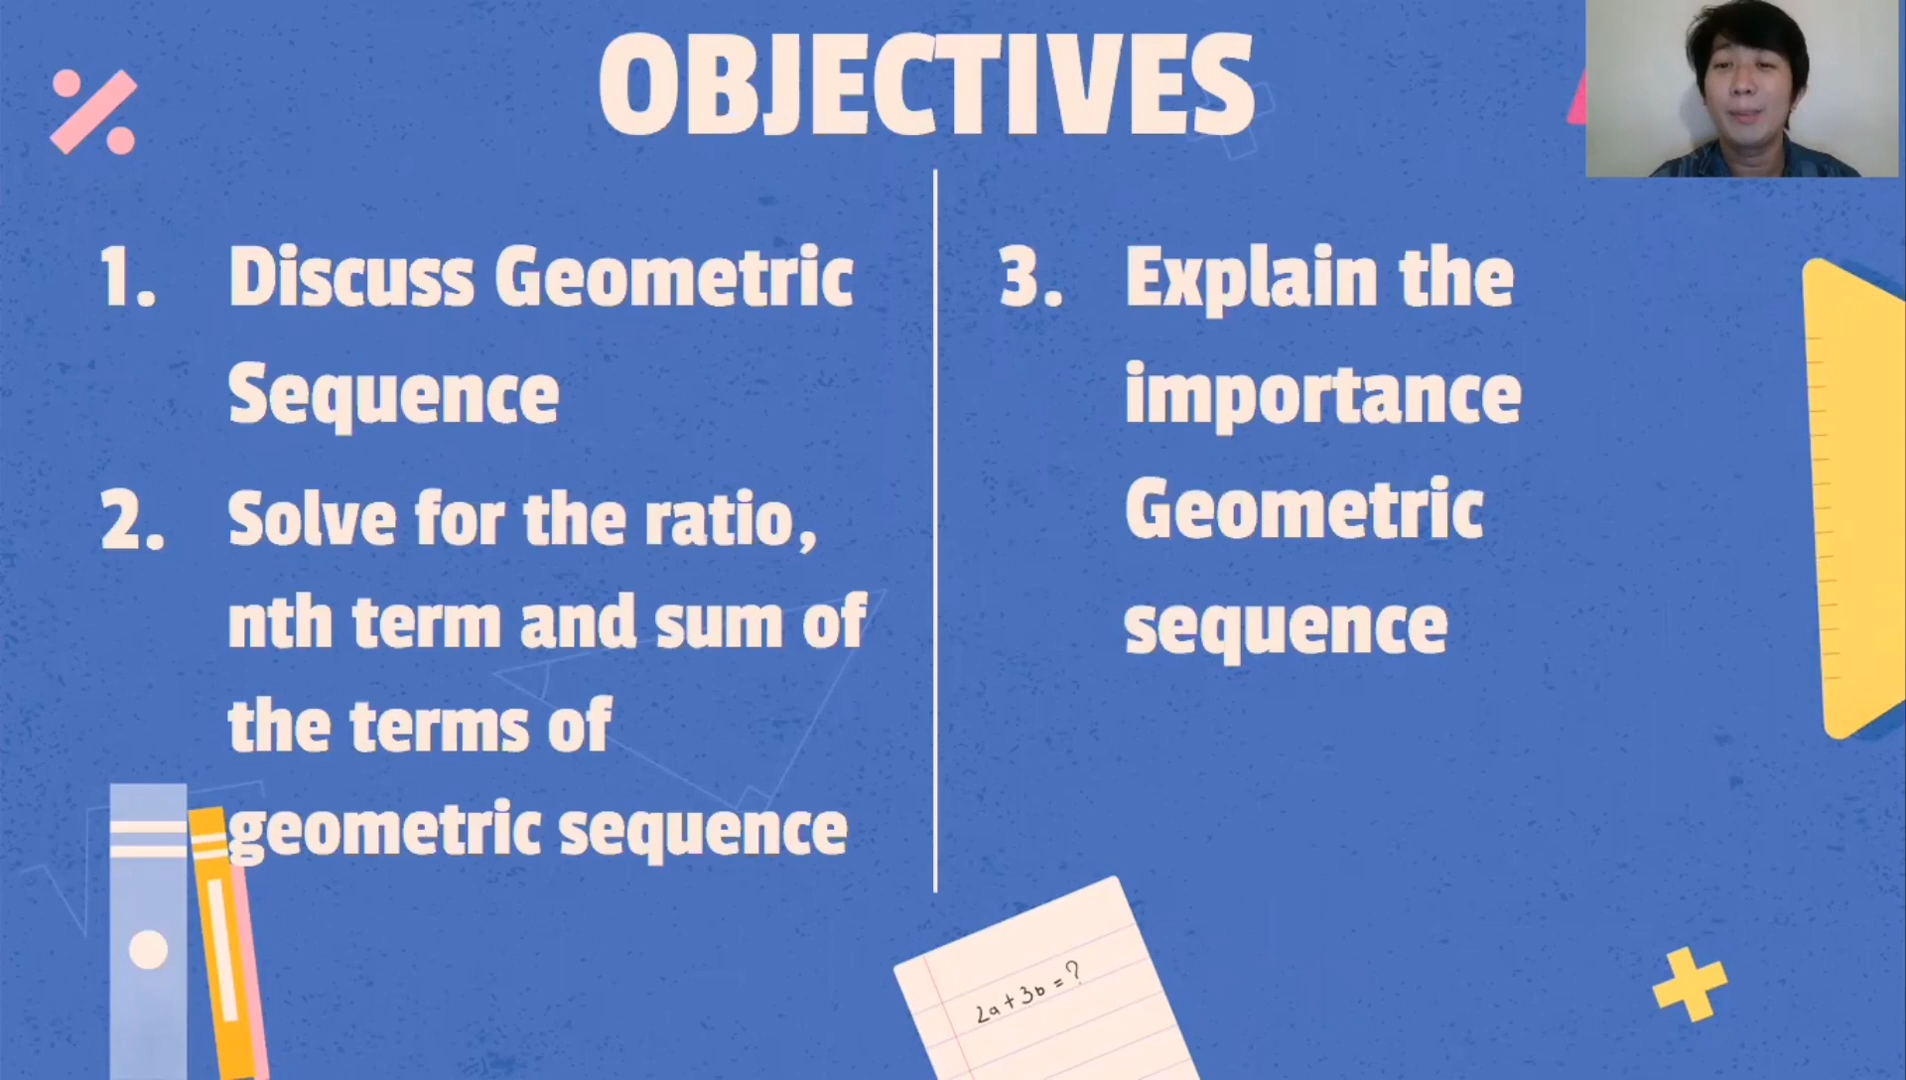 OBJECTIVES
1. Discuss Geometric
Sequence
2. Solve for the ratio,
nth term and sum of
the terms of
geometric sequence
3. Explain the
importance
Geometric
sequence
2a+3b=?